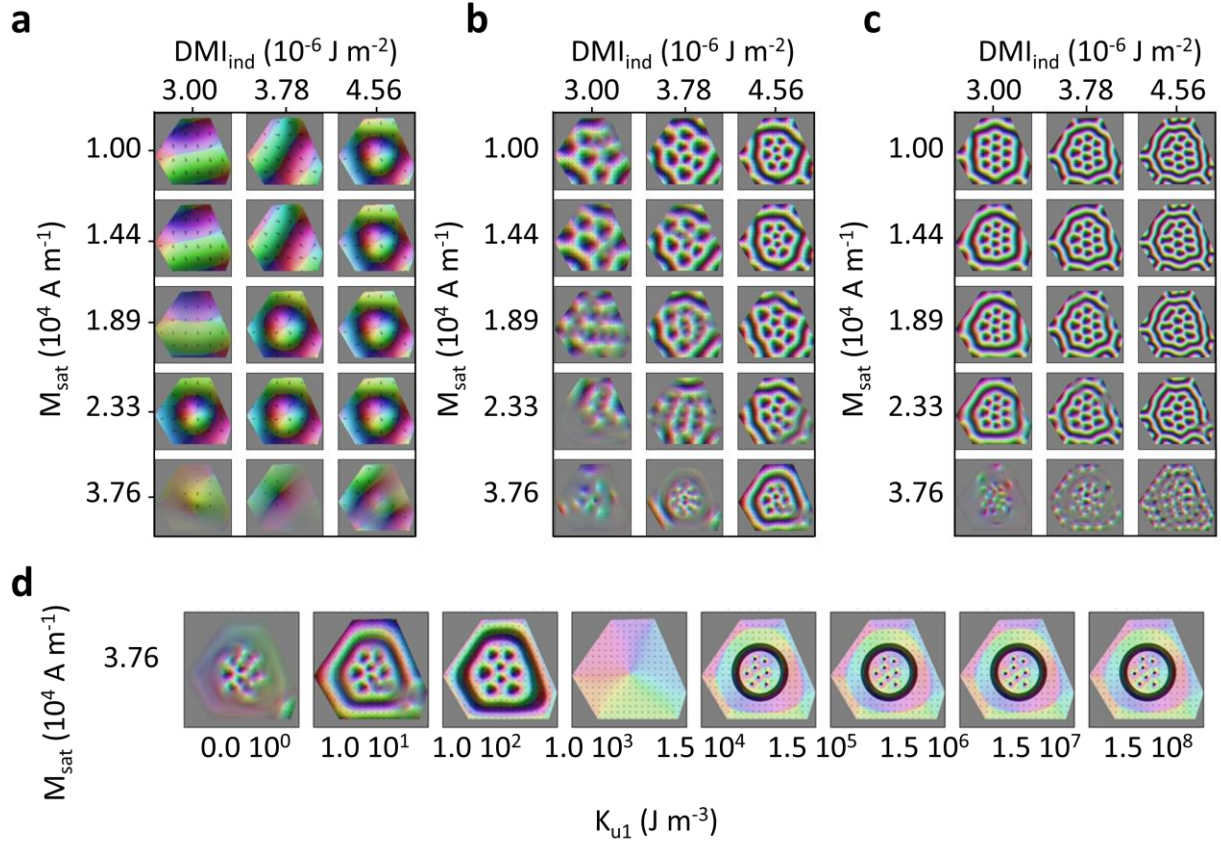 a b c
DMI_ind (10^-6 J m^-2) DMI_ind (10^-6 J m^-2) DMI_ind (10^-6 J m^-2)
3.00 3.78 4.56 3.00 3.78 4.56 3.00 3.78 4.56
M_sat (10^4 A m^-1) M_sat (10^4 A m^-1) M_sat (10^4 A m^-1)
1.00 1.00 1.00
1.44 1.44 1.44
1.89 1.89 1.89
2.33 2.33 2.33
3.76 3.76 3.76
d
M_sat (10^4 A m^-1)
3.76
0.0 10^0 1.0 10^1 1.0 10^2 1.0 10^3 1.5 10^4 1.5 10^5 1.5 10^6 1.5 10^7 1.5 10^8
K_u1 (J m^-3)